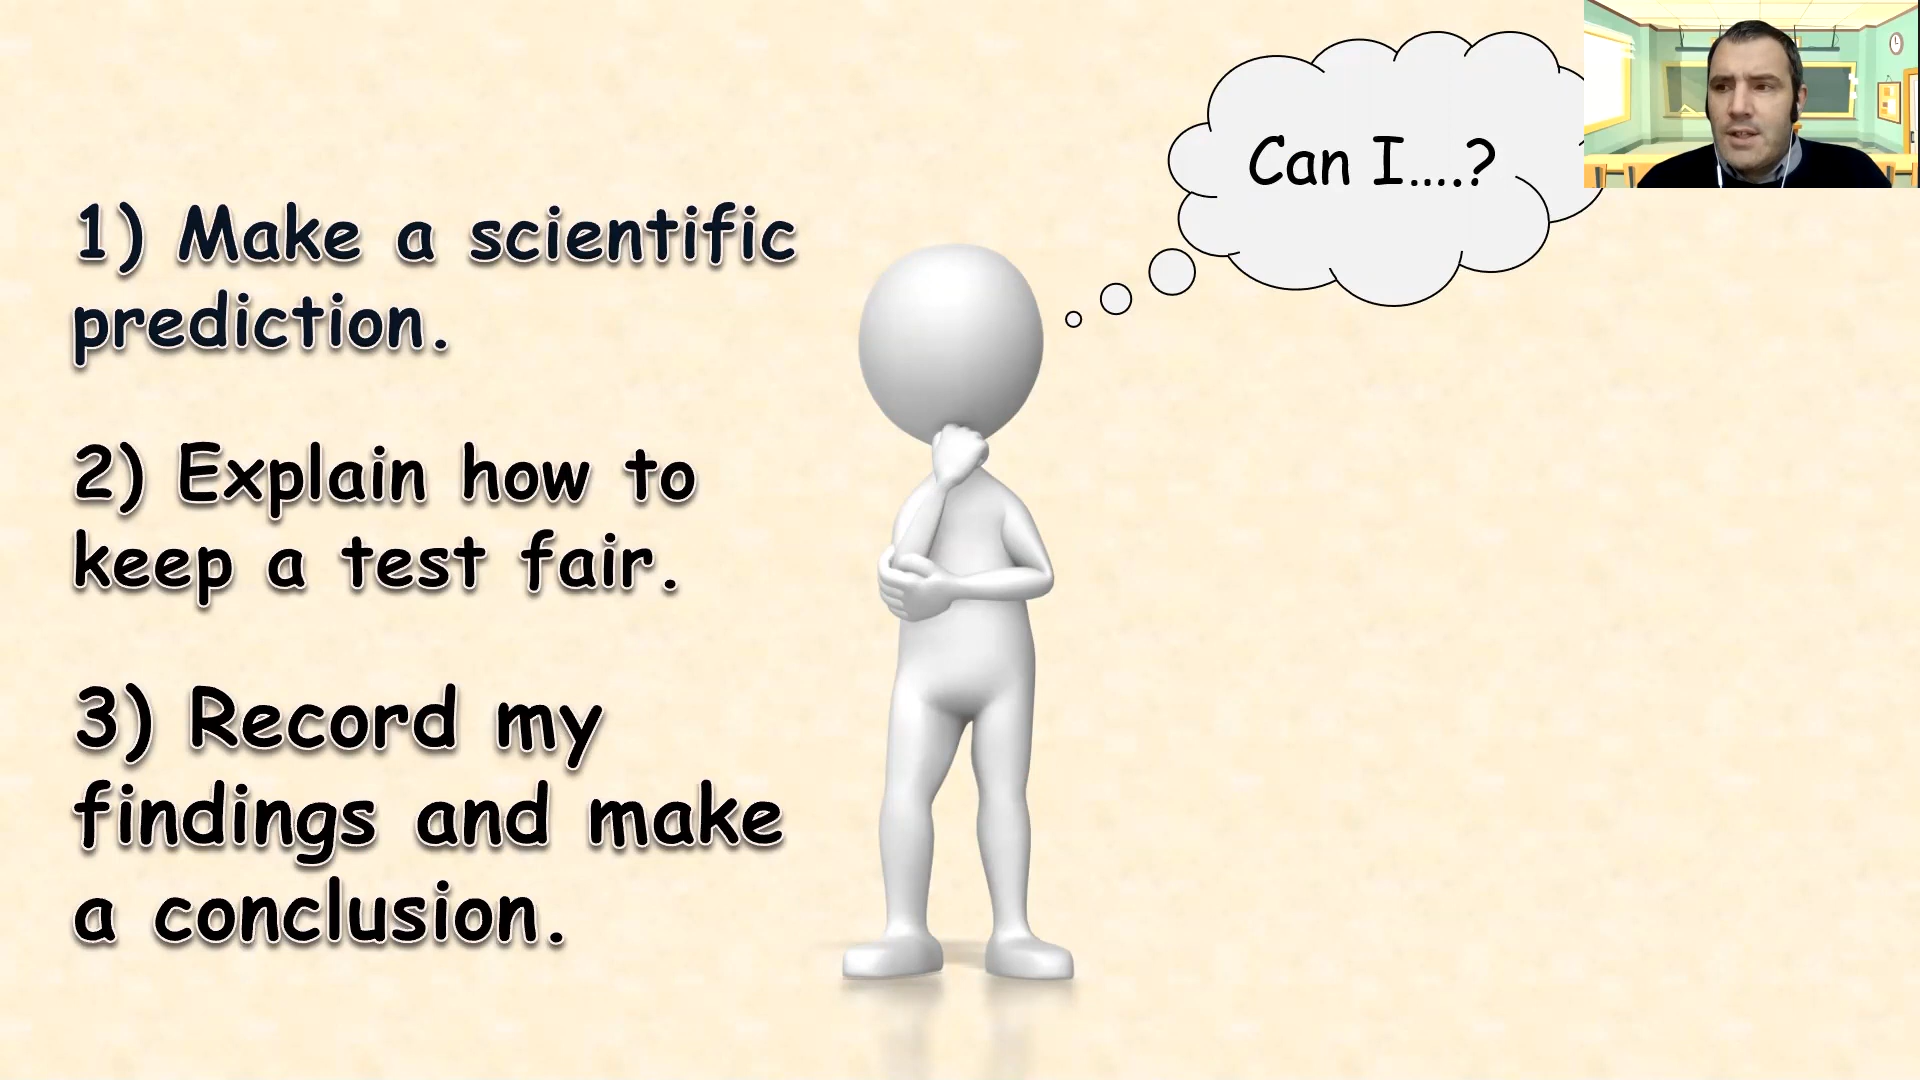 Can I....?
1) Make a scientific
prediction.
2) Explain how to
keep a test fair.
3) Record my
findings and make
a conclusion.